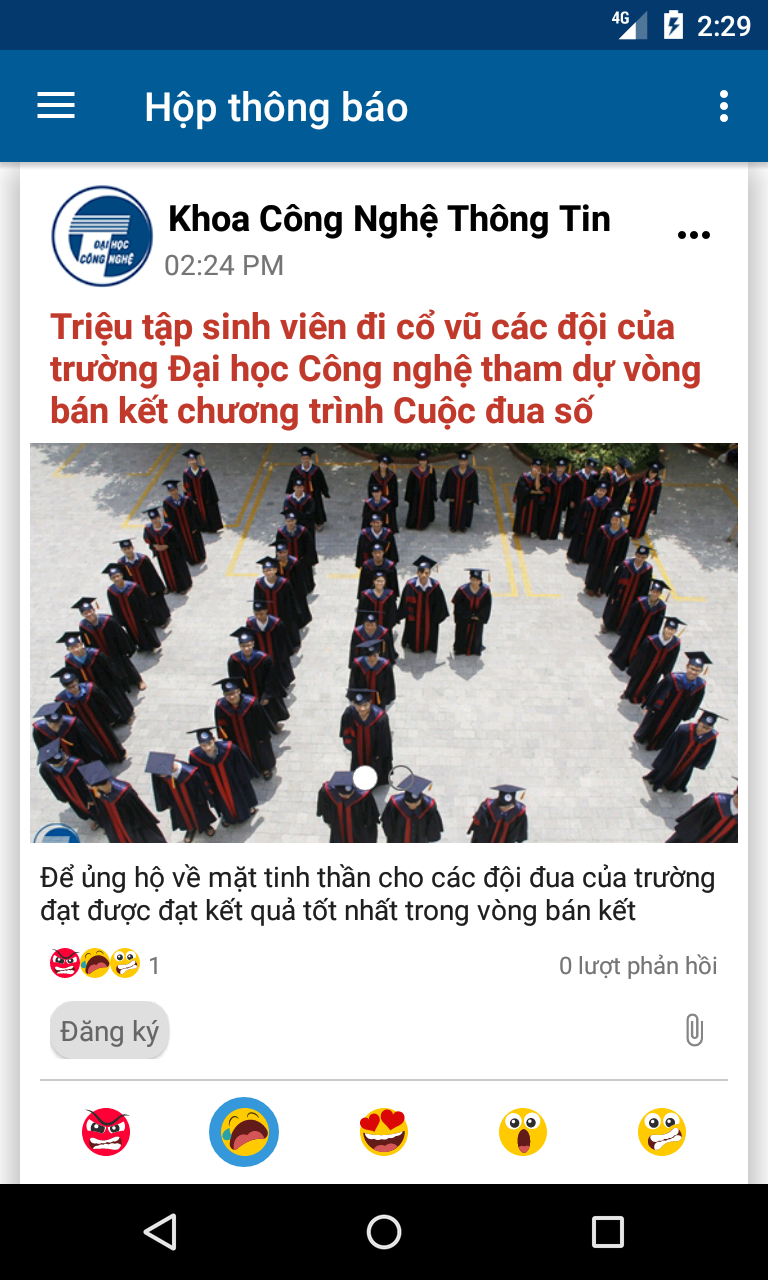 4G 2:29
Hộp thông báo
Khoa Công Nghệ Thông Tin
ĐẠI HỌC
CÔNG NGHỆ
02:24 PM
Triệu tập sinh viên đi cổ vũ các đội của
trường Đại học Công nghệ tham dự vòng
bán kết chương trình Cuộc đua số
Để ủng hộ về mặt tinh thần cho các đội đua của trường
đạt được đạt kết quả tốt nhất trong vòng bán kết
1 0 lượt phản hồi
Đăng ký